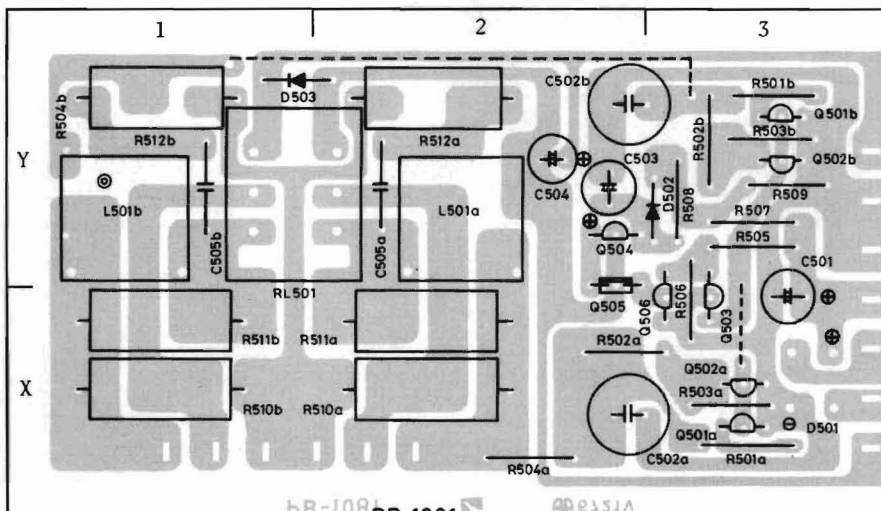 1 2 3
C502b R501b
D503 Q501b
R504b R512b R512a R502b R503b
Y C503 Q502b
C504 D502 R508 R509
L501b C505b C505a L501a R507
Q504 R505
RL501 C501
Q505 Q506 R506 Q503
R511b R511a R502a
Q502a
X R503a
R510b R510a Q501a D501
R504a C502a R501a